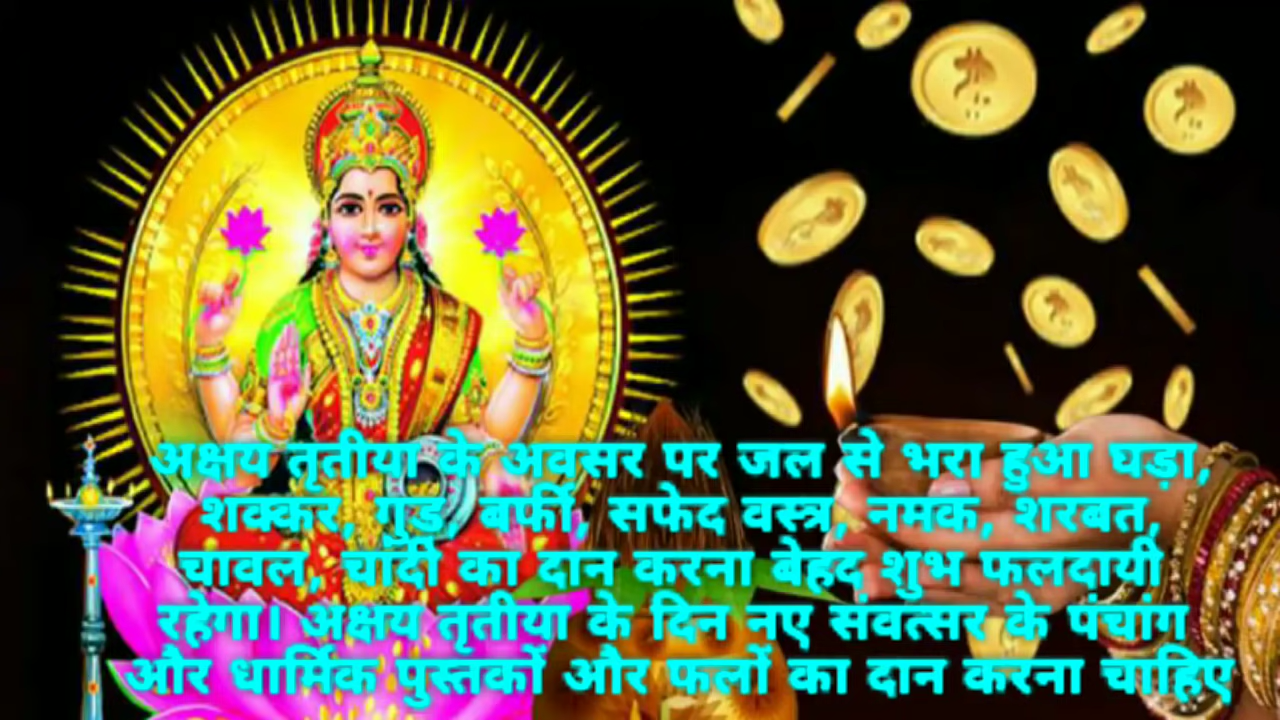 अक्षय तृतीया के अवसर पर जल से भरा हुआ घड़ा,
शक्कर, गुड़, बर्फी, सफेद वस्त्र, नमक, शरबत,
चावल, चांदी का दान करना बेहद शुभ फलदायी
रहेगा। अक्षय तृतीया के दिन नए संवत्सर के पंचांग
और धार्मिक पुस्तकों और फलों का दान करना चाहिए